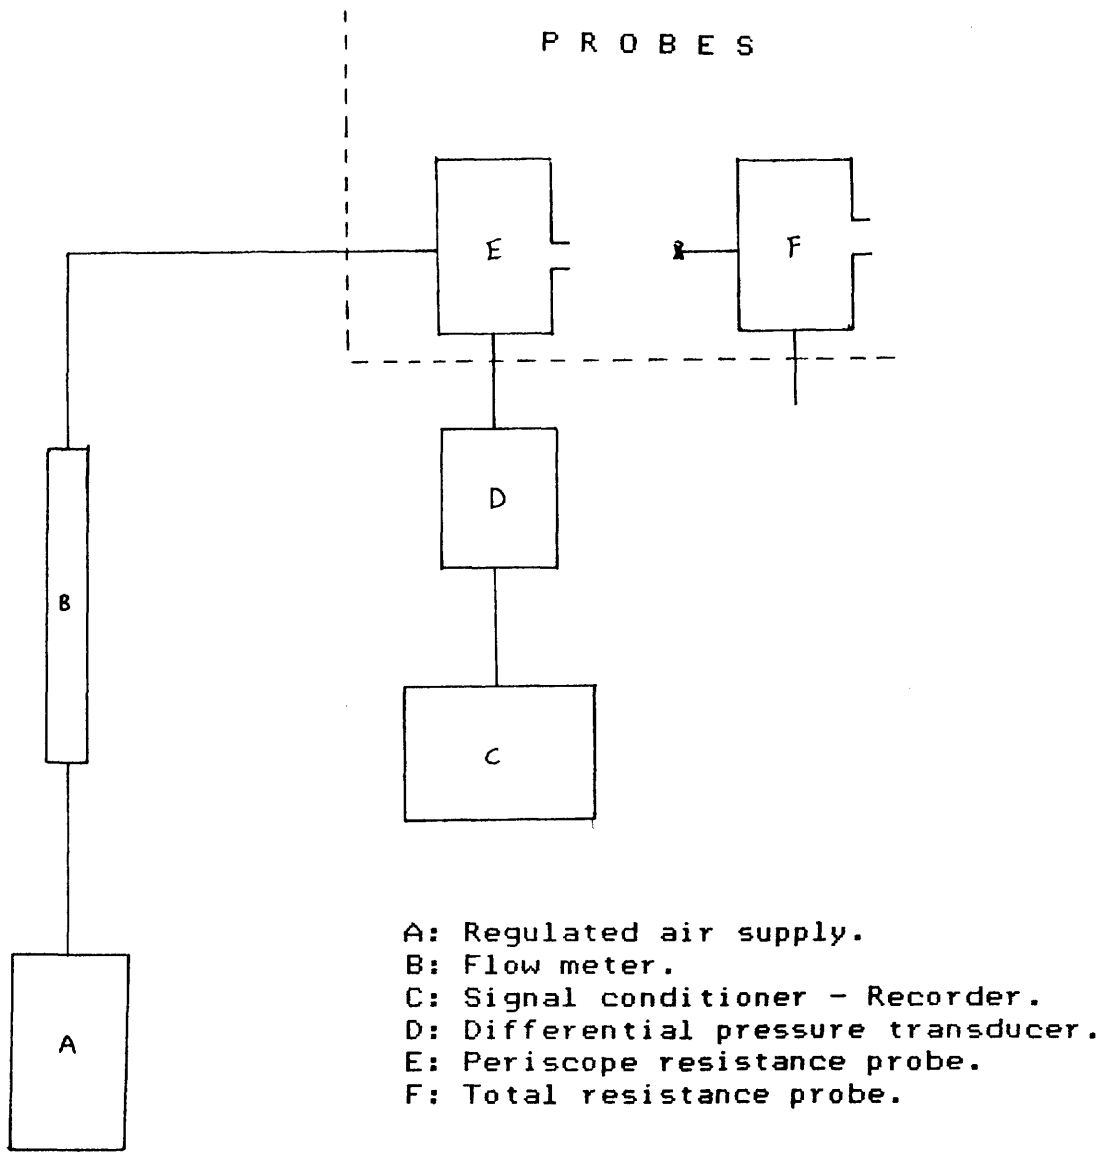 P R O B E S
E
F
D
B
C
A
A: Regulated air supply.
B: Flow meter.
C: Signal conditioner - Recorder.
D: Differential pressure transducer.
E: Periscope resistance probe.
F: Total resistance probe.